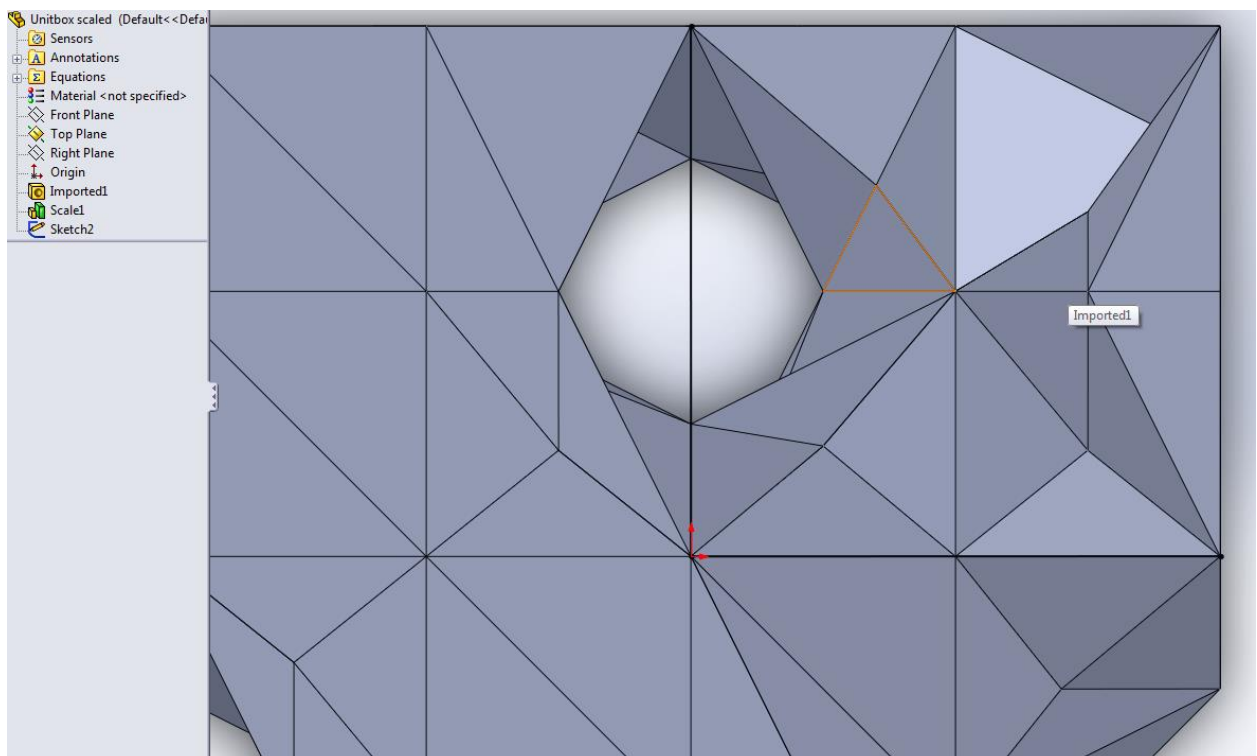 Unitbox scaled (Default<<Defa
Sensors
A Annotations
Σ Equations
Material <not specified>
Front Plane
Top Plane
Right Plane
Origin
Imported1
Scale1
Sketch2
Imported1